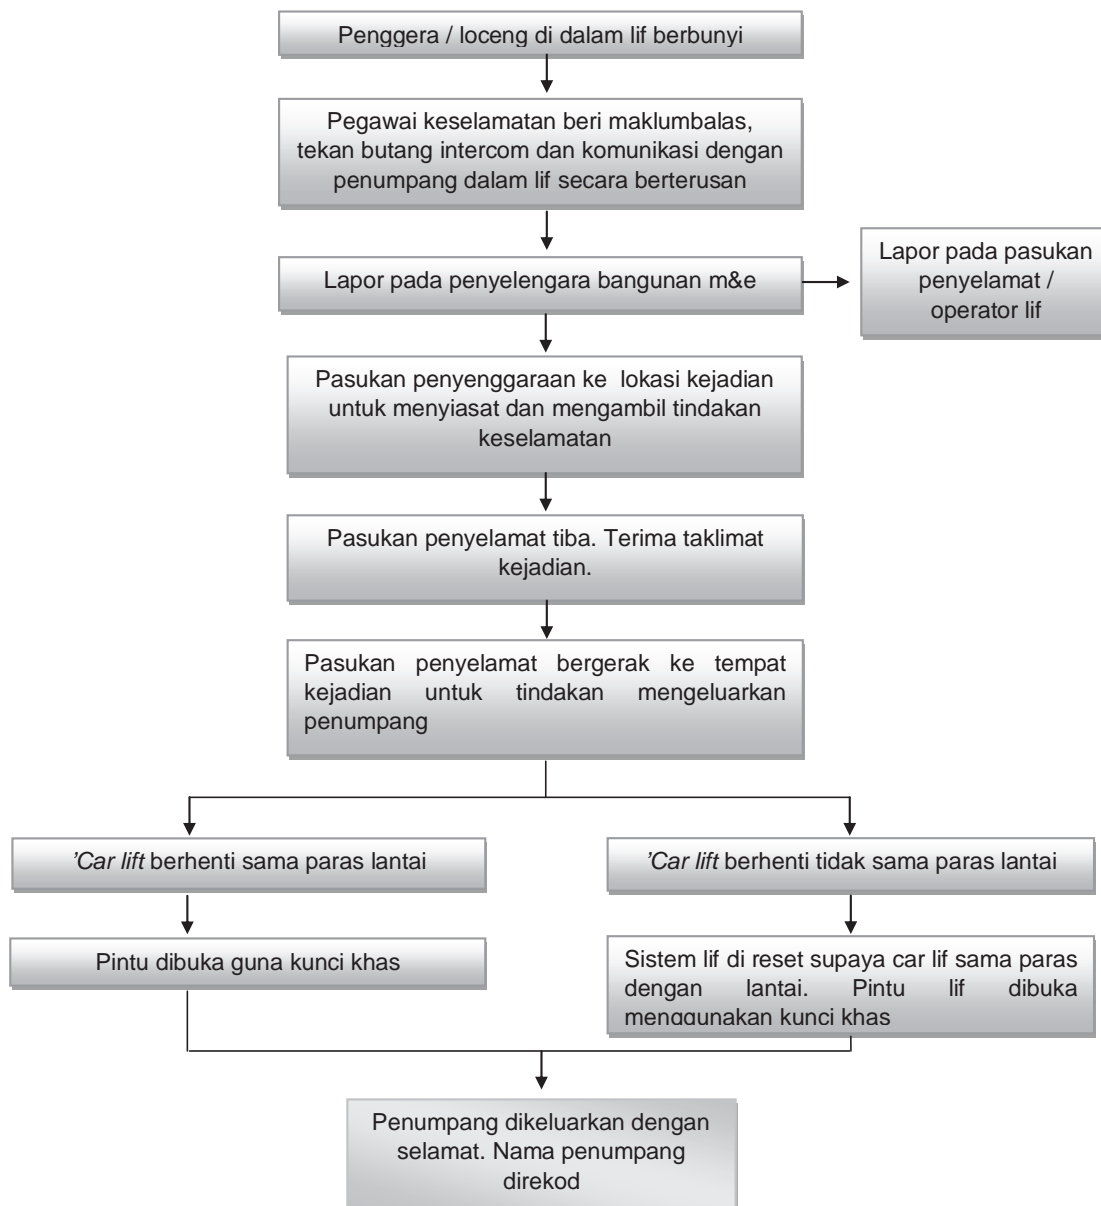 Penggera / loceng di dalam lif berbunyi
Pegawai keselamatan beri maklumbalas,
tekan butang intercom dan komunikasi dengan
penumpang dalam lif secara berterusan
Lapor pada penyelengara bangunan m&e
Lapor pada pasukan
penyelamat /
operator lif
Pasukan penyenggaraan ke lokasi kejadian
untuk menyiasat dan mengambil tindakan
keselamatan
Pasukan penyelamat tiba. Terima taklimat
kejadian.
Pasukan penyelamat bergerak ke tempat
kejadian untuk tindakan mengeluarkan
penumpang
'Car lift berhenti sama paras lantai
'Car lift berhenti tidak sama paras lantai
Pintu dibuka guna kunci khas
Sistem lif di reset supaya car lif sama paras
dengan lantai. Pintu lif dibuka
menggunakan kunci khas
Penumpang dikeluarkan dengan
selamat. Nama penumpang
direkod